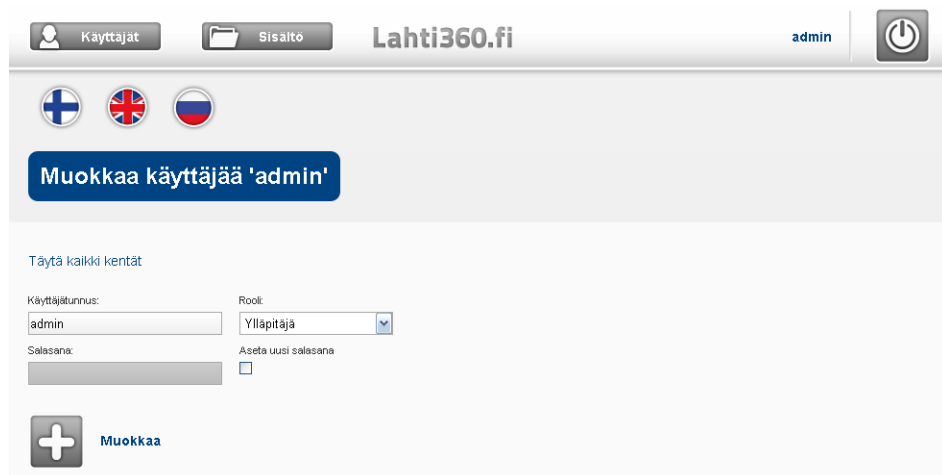 Käyttäjät
Sisältö
Lahti360.fi
admin
Muokkaa käyttäjää 'admin'
Täytä kaikki kentät
Käyttäjätunnus:
Rooli:
admin
Ylläpitäjä
Salasana:
Aseta uusi salasana
Muokkaa